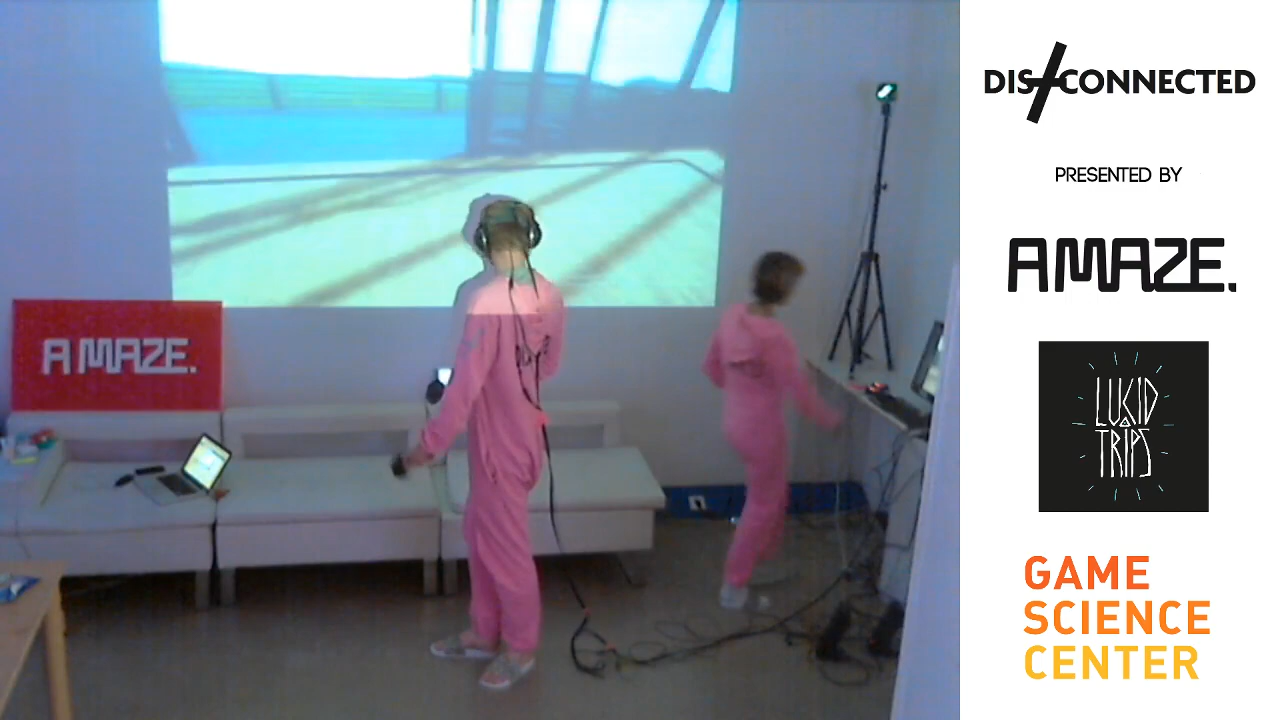 A MAZE.
DIS/CONNECTED
PRESENTED BY
A MAZE.
LUCID
TRIPS
GAME
SCIENCE
CENTER